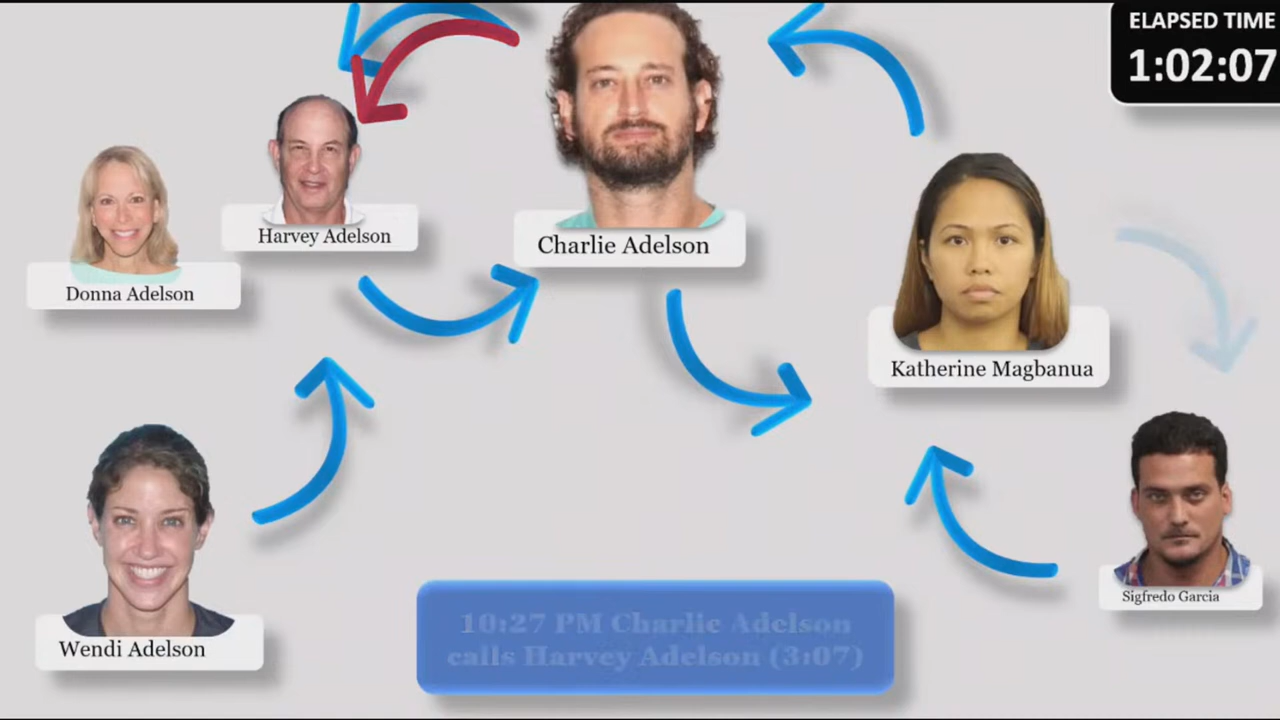 ELAPSED TIME
1:02:07
Harvey Adelson
Charlie Adelson
Donna Adelson
Katherine Magbanua
Sigfredo Garcia
Wendi Adelson
10:27 PM Charlie Adelson
calls Harvey Adelson (3:07)